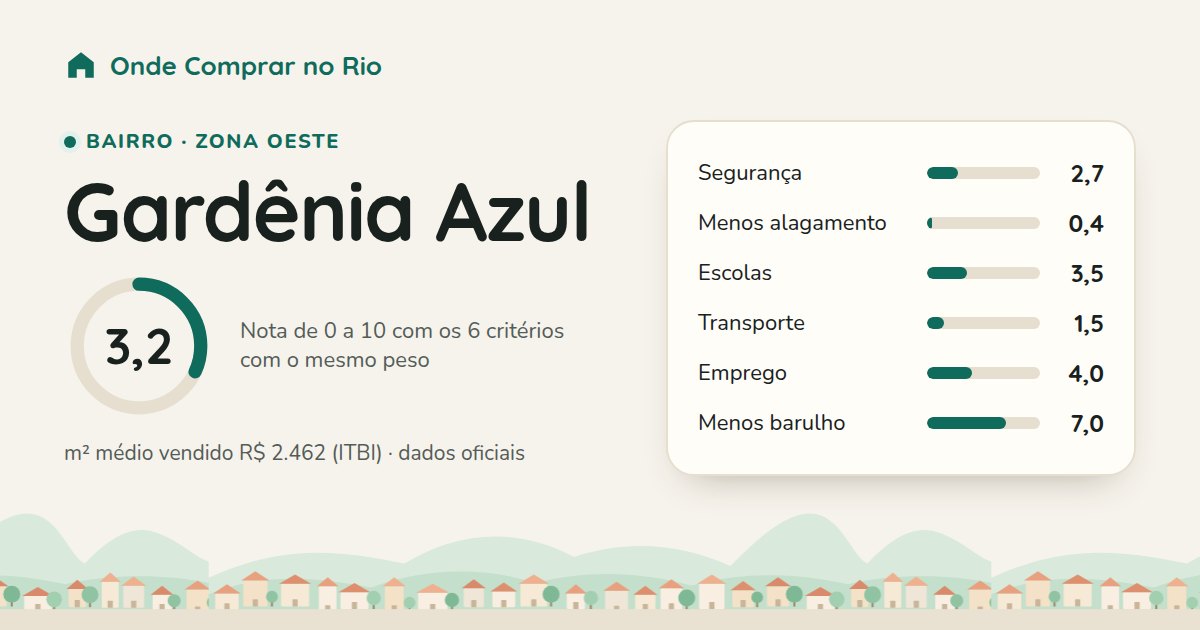 Onde Comprar no Rio
BAIRRO · ZONA OESTE
Gardênia Azul
3,2
Nota de 0 a 10 com os 6 critérios
com o mesmo peso
m² médio vendido R$ 2.462 (ITBI) · dados oficiais
Segurança 2,7
Menos alagamento 0,4
Escolas 3,5
Transporte 1,5
Emprego 4,0
Menos barulho 7,0